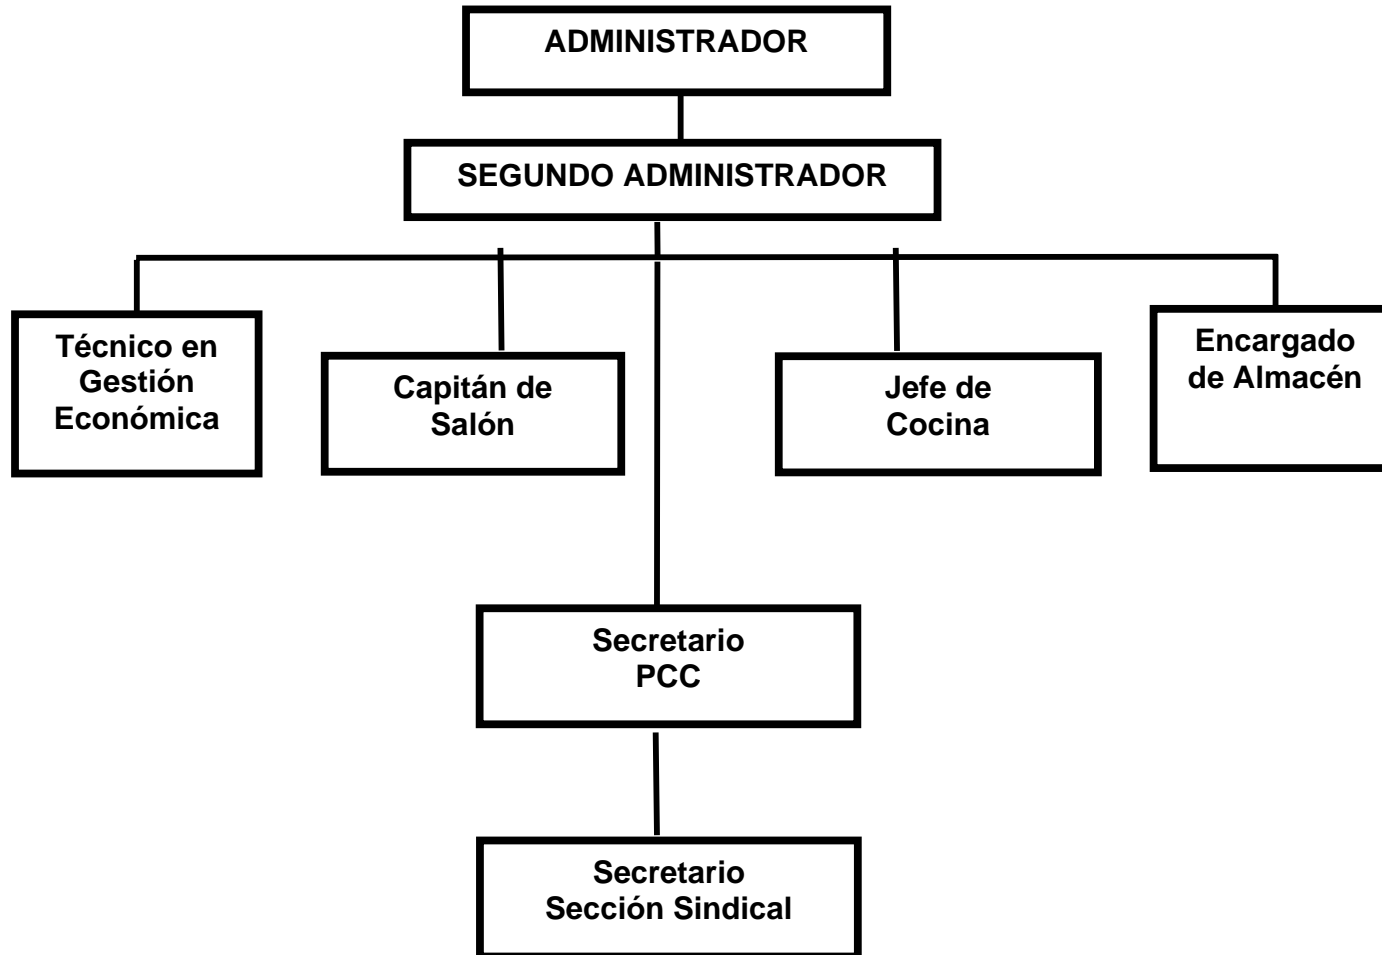 ADMINISTRADOR
SEGUNDO ADMINISTRADOR
Técnico en
Gestión
Económica
Capitán de
Salón
Jefe de
Cocina
Encargado
de Almacén
Secretario
PCC
Secretario
Sección Sindical